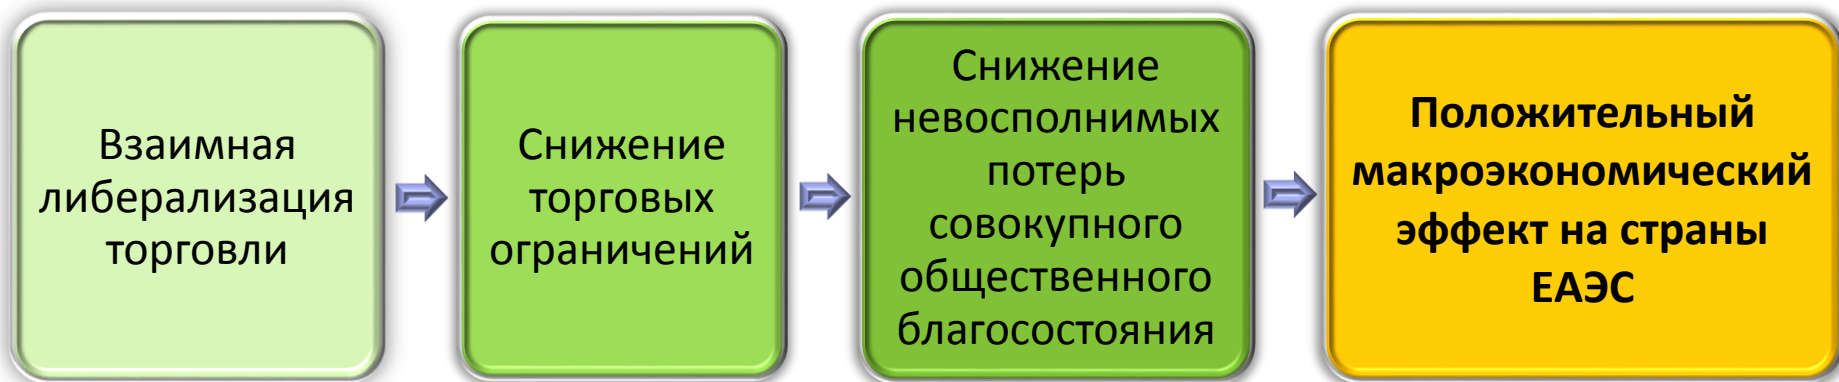 Взаимная
либерализация
торговли
Снижение
торговых
ограничений
Снижение
невосполнимых
потерь
совокупного
общественного
благосостояния
Положительный
макроэкономический
эффект на страны
ЕАЭС